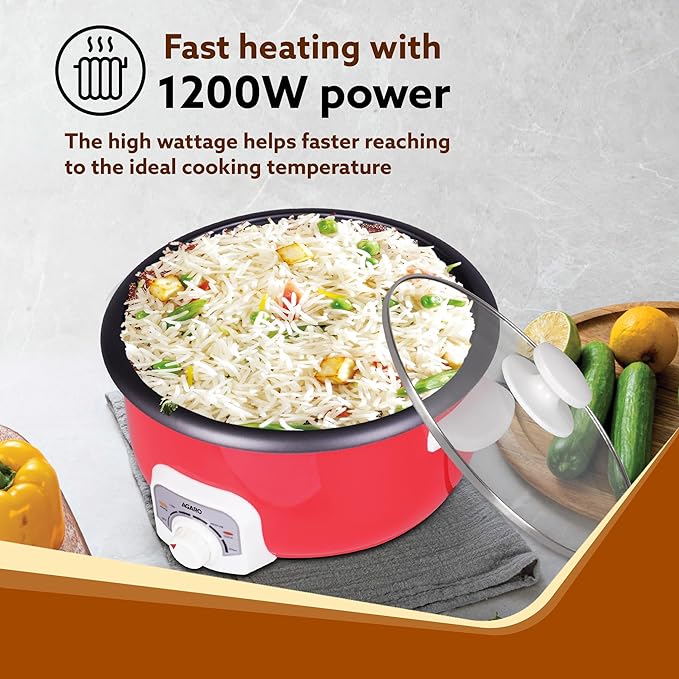 Fast heating with
1200W power
The high wattage helps faster reaching
to the ideal cooking temperature
AGARO